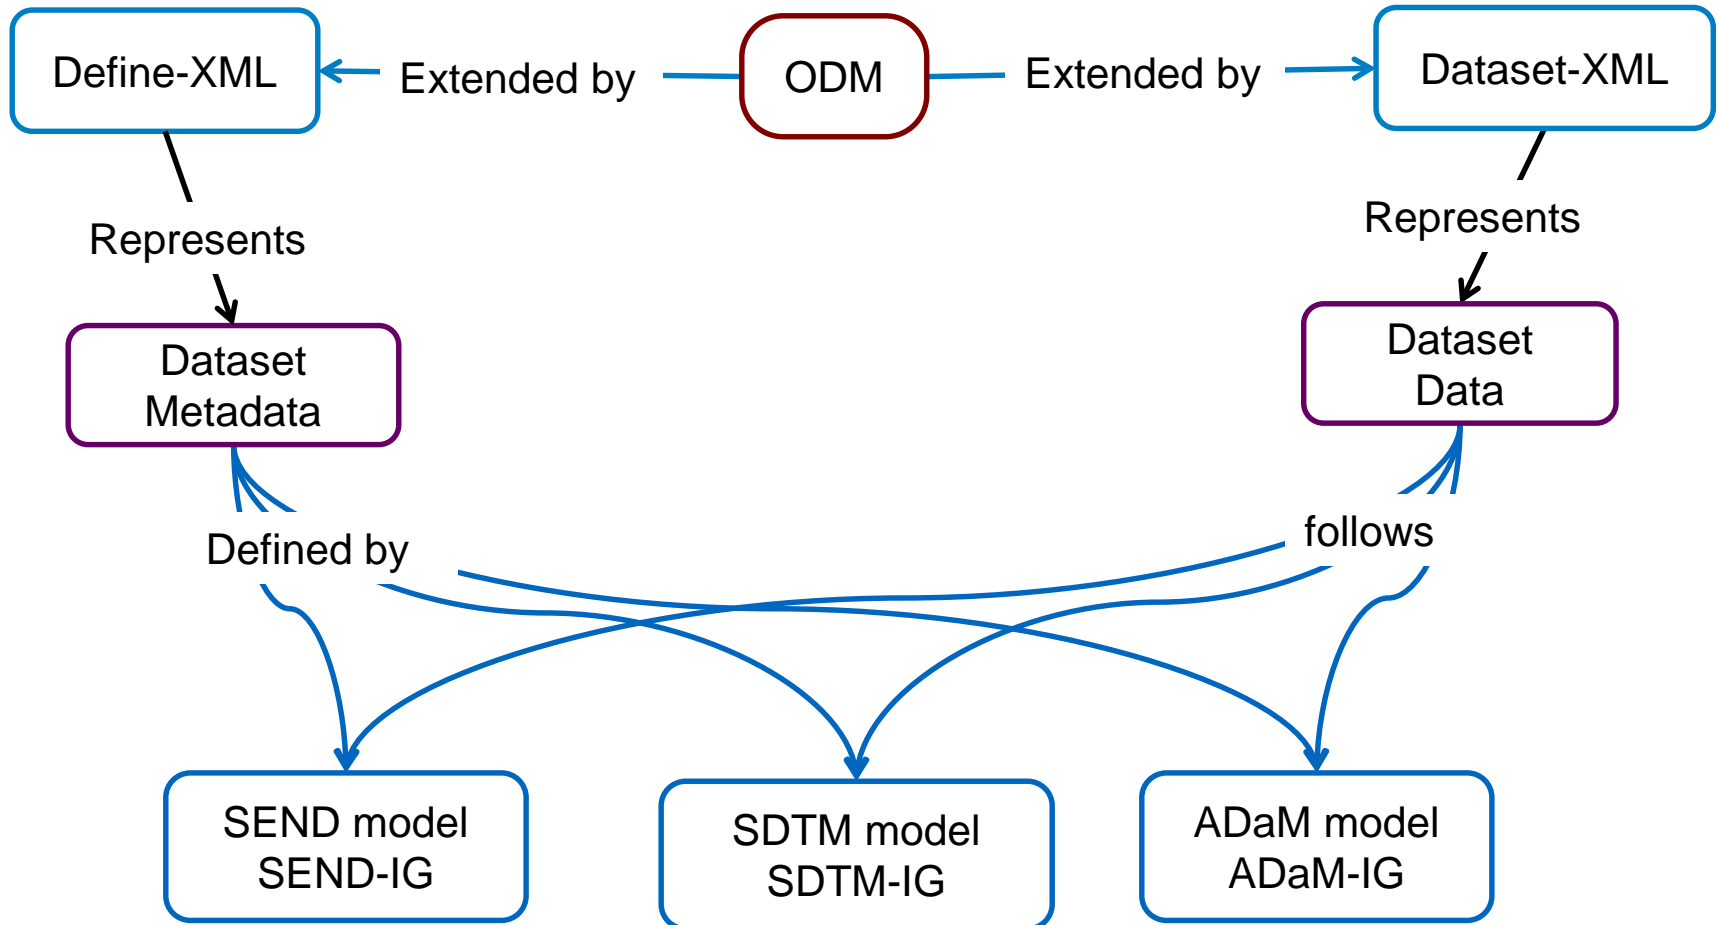 Define-XML
Extended by
ODM
Extended by
Dataset-XML
Represents
Represents
Dataset
Metadata
Dataset
Data
Defined by
follows
SEND model
SEND-IG
SDTM model
SDTM-IG
ADaM model
ADaM-IG